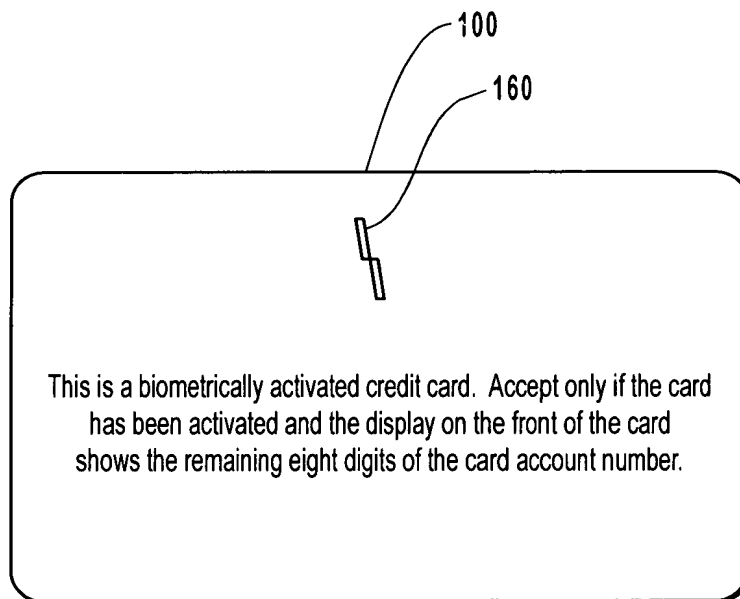 100
160
This is a biometrically activated credit card. Accept only if the card
has been activated and the display on the front of the card
shows the remaining eight digits of the card account number.